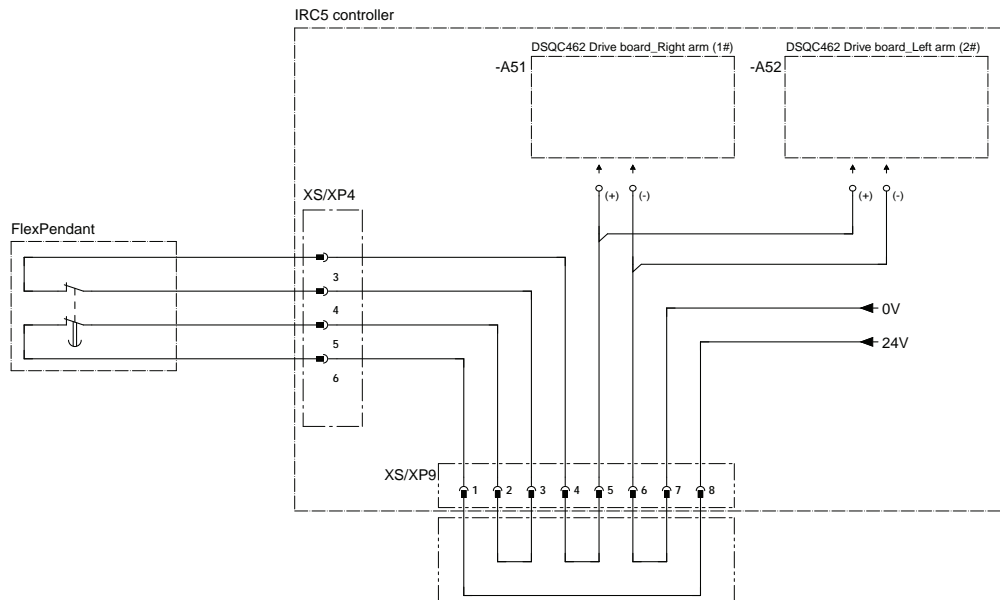 IRC5 controller
DSQC462 Drive board_Right arm (1#)
DSQC462 Drive board_Left arm (2#)
-A51
-A52
(+)
(-)
(+)
(-)
XS/XP4
FlexPendant
3
4
5
6
0V
24V
XS/XP9
1 2 3 4 5 6 7 8